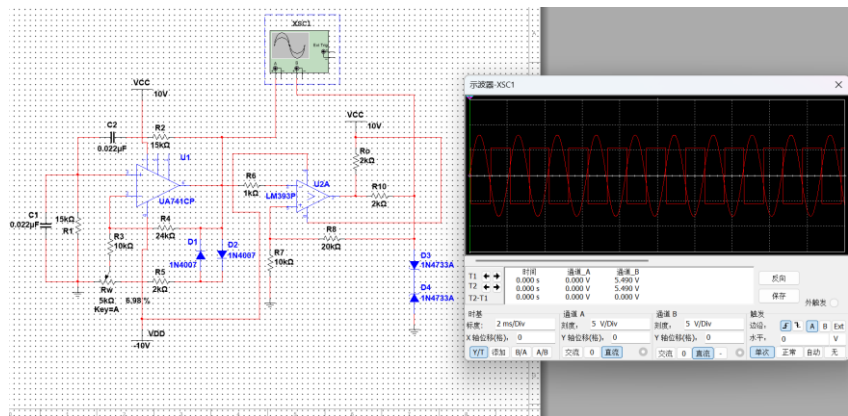 XSC1
Ext Trig
A
B
VCC
10V
C2
0.022µF
R2
15kΩ
U1
UA741CP
C1
0.022µF
15kΩ
R1
R3
10kΩ
R4
24kΩ
D1
1N4007
D2
1N4007
Rw
5kΩ
Key=A
6.98 %
R5
2kΩ
VDD
-10V
R6
1kΩ
LM393P
U2A
VCC
10V
Ro
2kΩ
R10
2kΩ
R8
20kΩ
R7
10kΩ
D3
1N4733A
D4
1N4733A
示波器-XSC1
时间 通道_A 通道_B
T1 0.000 s 5.490 V
T2 0.000 s 0.000 V 5.490 V
T2-T1 0.000 s 0.000 V 0.000 V
反向
保存
外触发
时基
标度: 2 ms/Div
X 轴位移(格): 0
Y/T 添加 B/A A/B
通道 A
刻度: 5 V/Div
Y 轴位移(格): 0
交流 0 直流
通道 B
刻度: 5 V/Div
Y 轴位移(格): 0
交流 0 直流 -
触发
边沿: A B Ext
水平: 0 V
单次 正常 自动 无